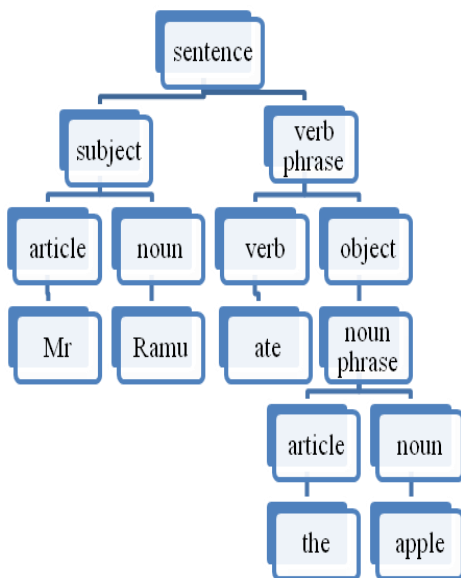 sentence
subject
verb
phrase
article
noun
verb
object
Mr
Ramu
ate
noun
phrase
article
noun
the
apple